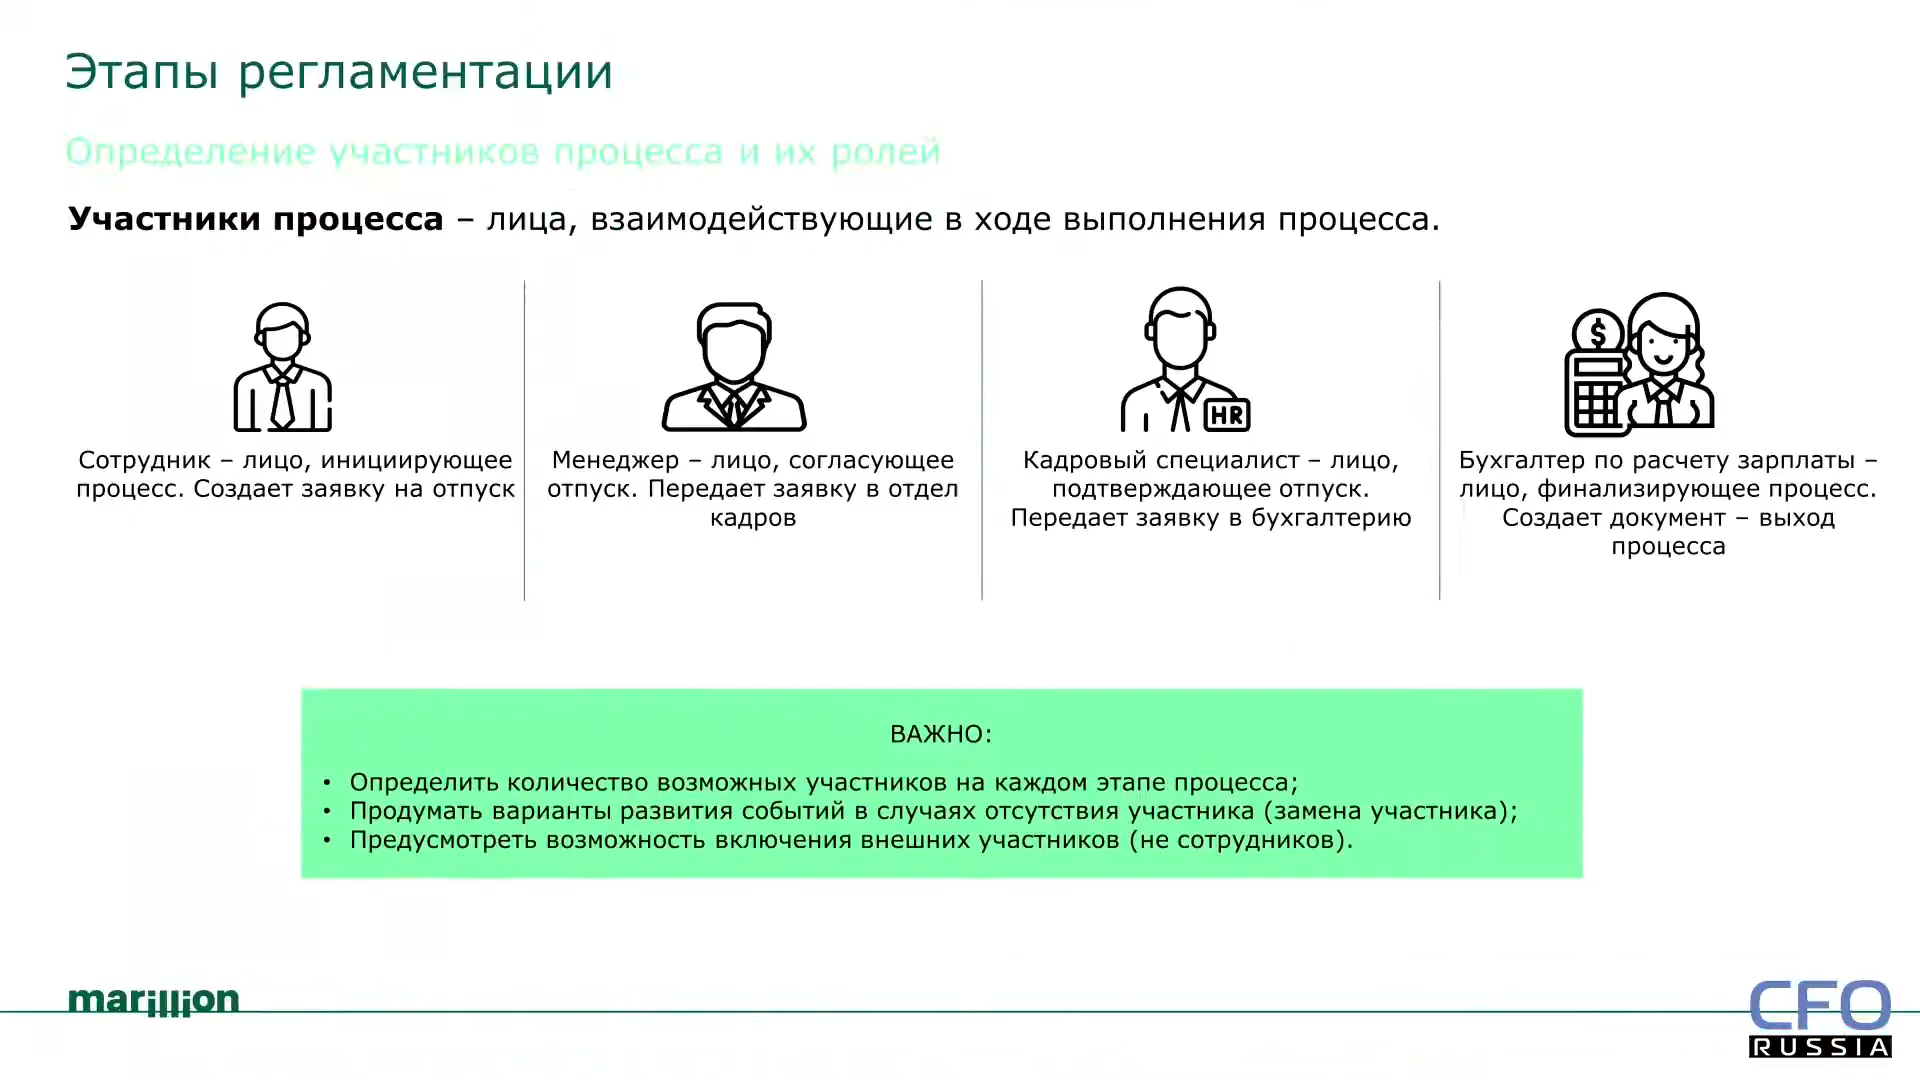 Этапы регламентации
Определение участников процесса и их ролей
Участники процесса – лица, взаимодействующие в ходе выполнения процесса.
HR
$
Сотрудник – лицо, инициирующее
процесс. Создает заявку на отпуск
Менеджер – лицо, согласующее
отпуск. Передает заявку в отдел
кадров
Кадровый специалист – лицо,
подтверждающее отпуск.
Передает заявку в бухгалтерию
Бухгалтер по расчету зарплаты –
лицо, финализирующее процесс.
Создает документ – выход
процесса
ВАЖНО:
• Определить количество возможных участников на каждом этапе процесса;
• Продумать варианты развития событий в случаях отсутствия участника (замена участника);
• Предусмотреть возможность включения внешних участников (не сотрудников).
marillion
CFO
RUSSIA